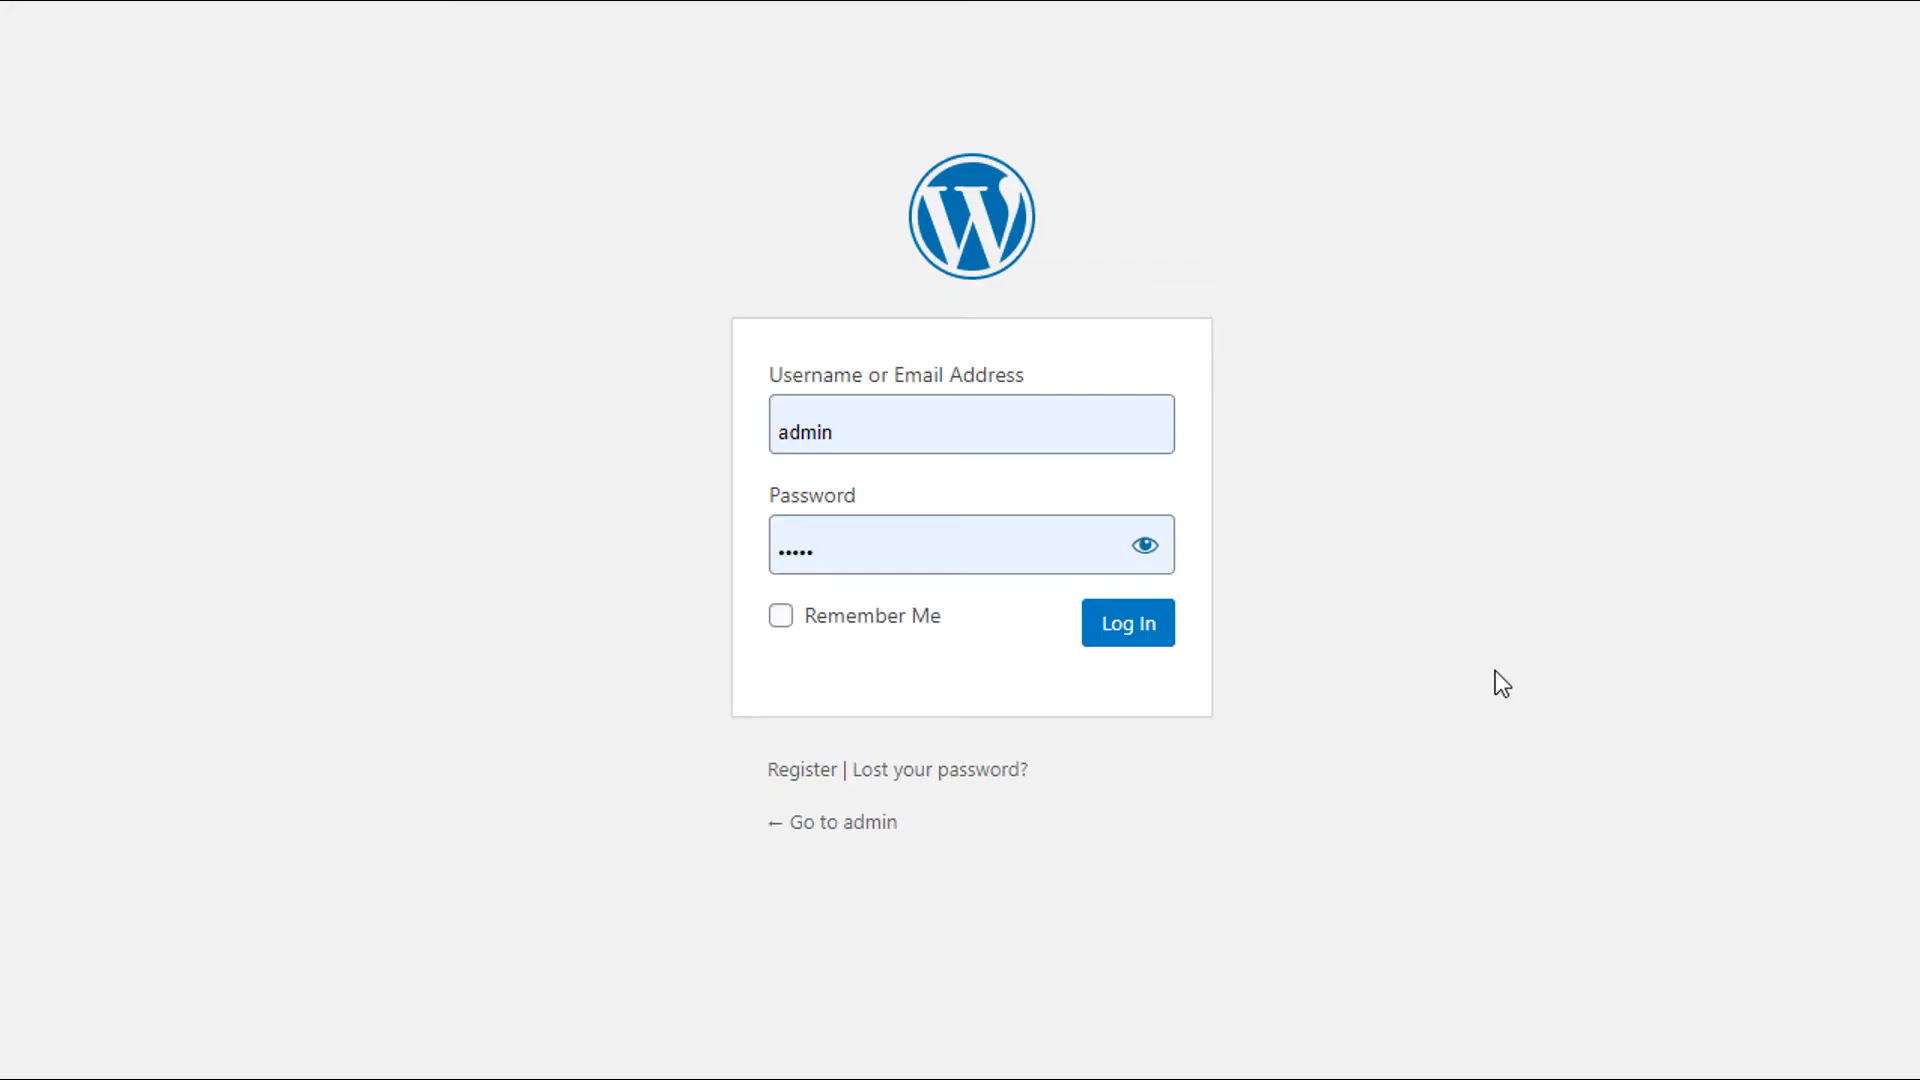 Username or Email Address
admin
Password
•••••
Remember Me
Log In
Register | Lost your password?
← Go to admin